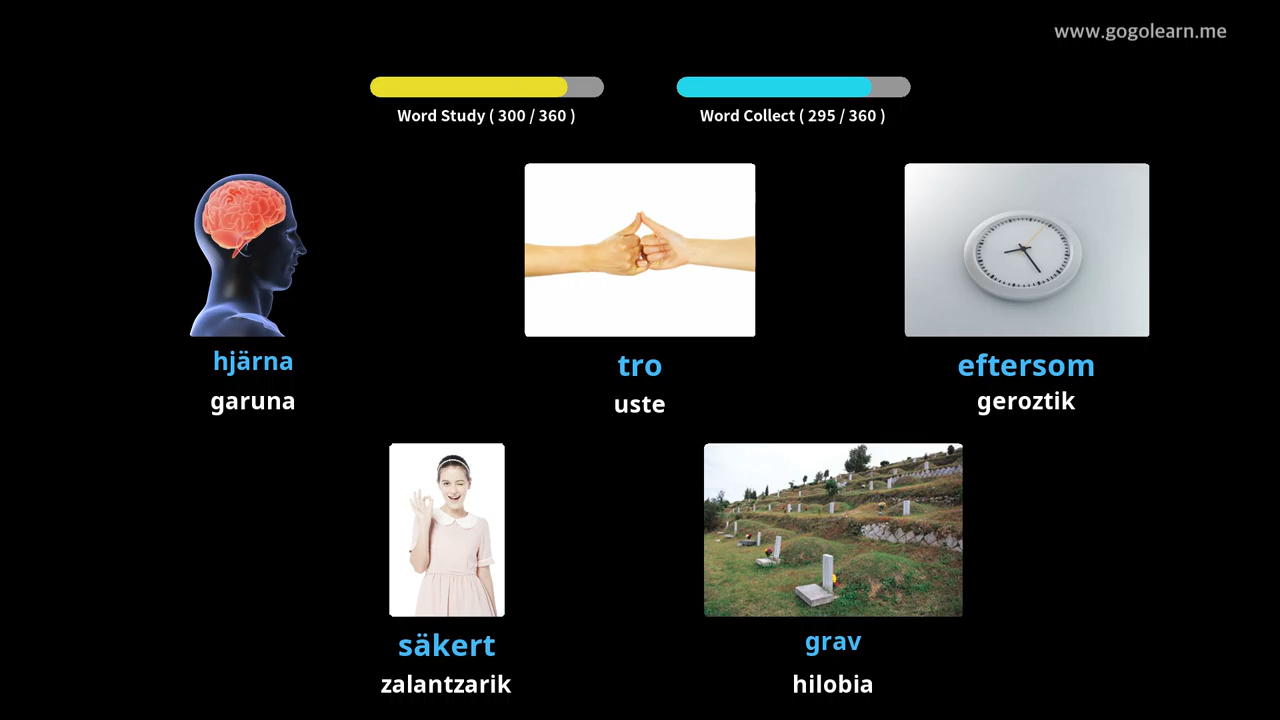 www.gogolearn.me
Word Study ( 300 / 360 )
Word Collect ( 295 / 360 )
hjärna
garuna
tro
uste
eftersom
geroztik
säkert
zalantzarik
grav
hilobia